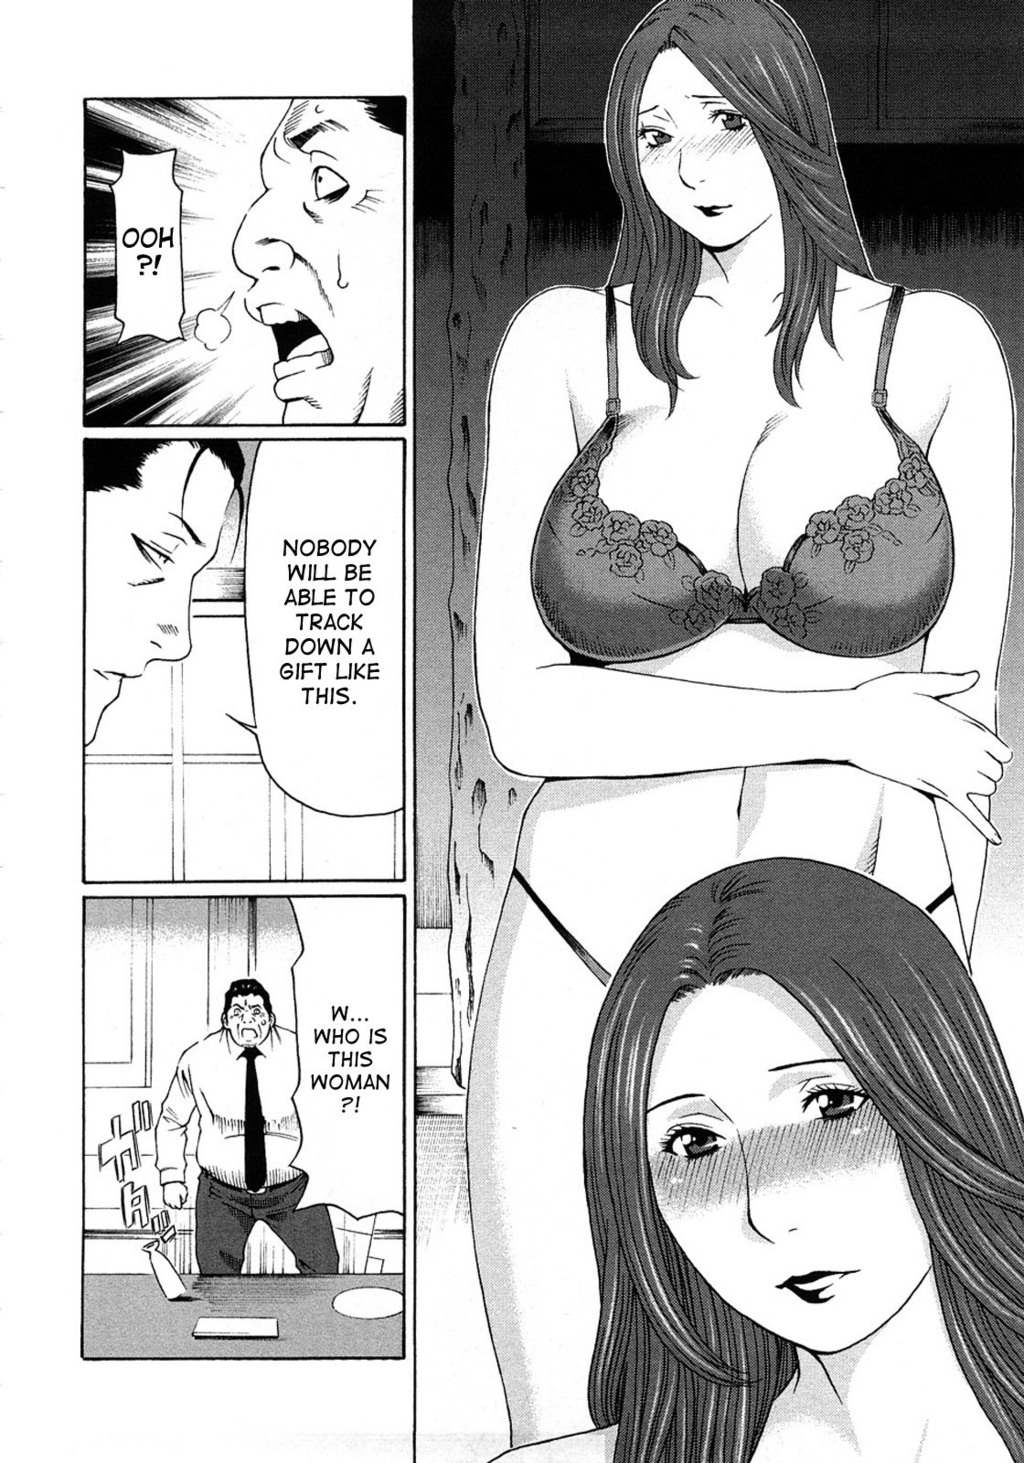 OOH
?!
NOBODY
WILL BE
ABLE TO
TRACK
DOWN A
GIFT LIKE
THIS.
W...
WHO IS
THIS
WOMAN
?!